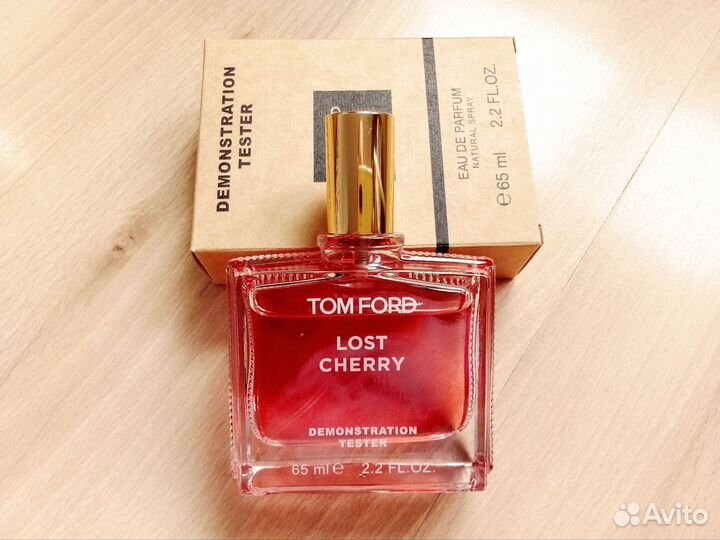 DEMONSTRATION
TESTER
EAU DE PARFUM
NATURAL SPRAY
e 65 ml 2.2 FL.OZ.
TOM FORD
LOST
CHERRY
DEMONSTRATION
TESTER
65 ml e 2.2 FL.OZ.
Avito